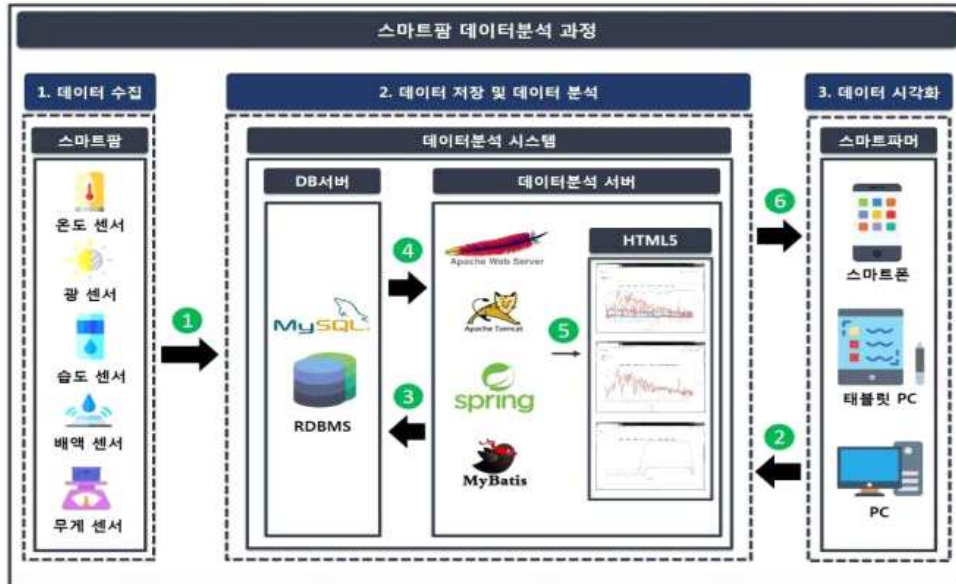 스마트팜 데이터분석 과정
1. 데이터 수집
스마트팜
온도 센서
광 센서
습도 센서
배액 센서
무게 센서
1
2. 데이터 저장 및 데이터 분석
데이터분석 시스템
DB서버
MySQL
RDBMS
4
3
데이터분석 서버
Apache Web Server
Apache Tomcat
spring
MyBatis
5
HTML5
6
2
3. 데이터 시각화
스마트파머
스마트폰
태블릿 PC
PC